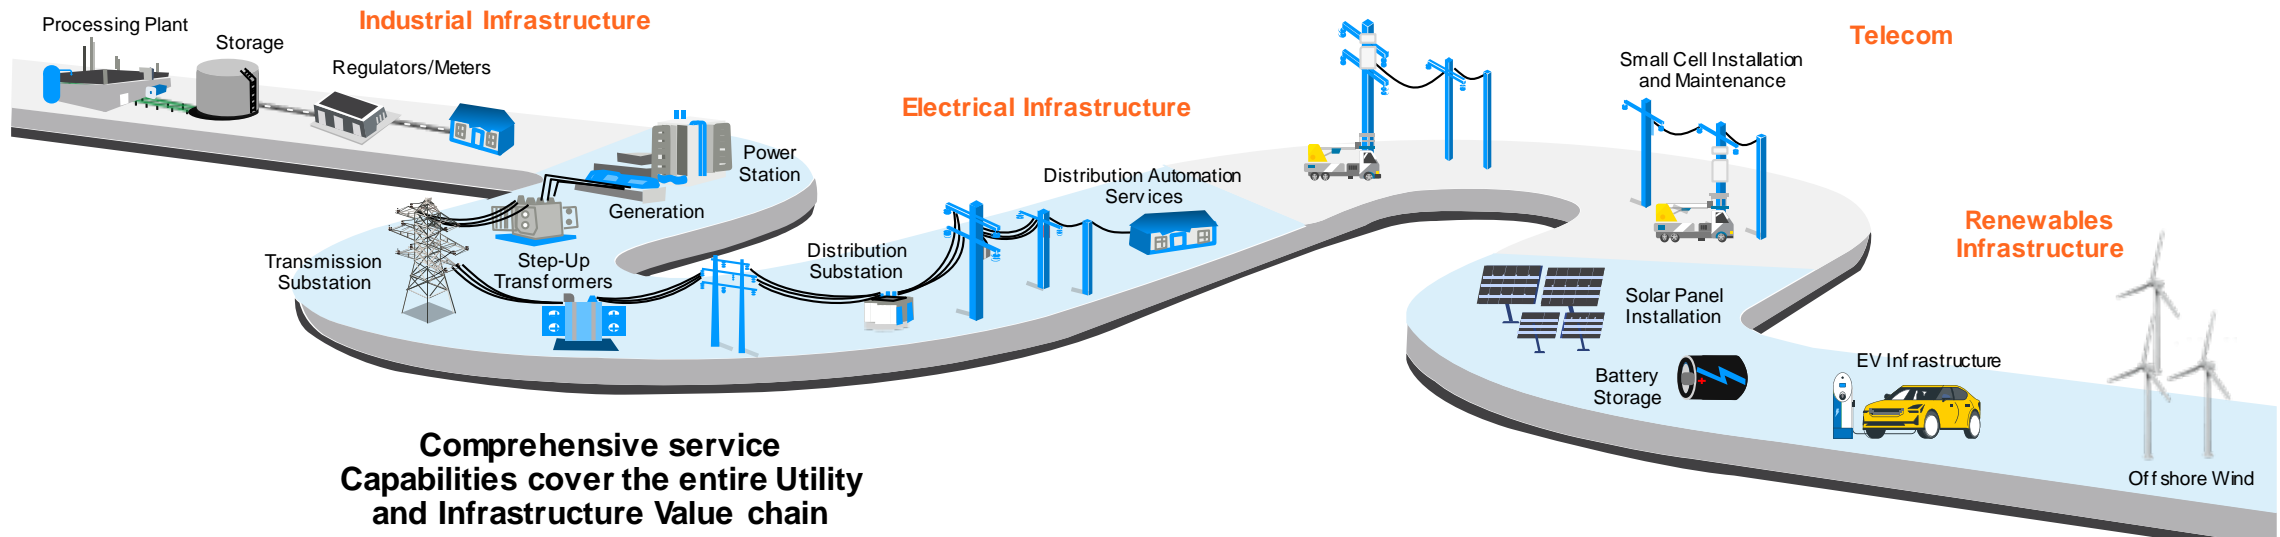 Industrial Infrastructure
Processing Plant
Storage
Regulators/Meters
Electrical Infrastructure
Power
Station
Generation
Transmission
Substation
Step-Up
Transformers
Distribution
Substation
Distribution Automation
Services
Telecom
Small Cell Installation
and Maintenance
Renewables
Infrastructure
Solar Panel
Installation
Battery
Storage
EV Infrastructure
Offshore Wind
Comprehensive service
Capabilities cover the entire Utility
and Infrastructure Value chain